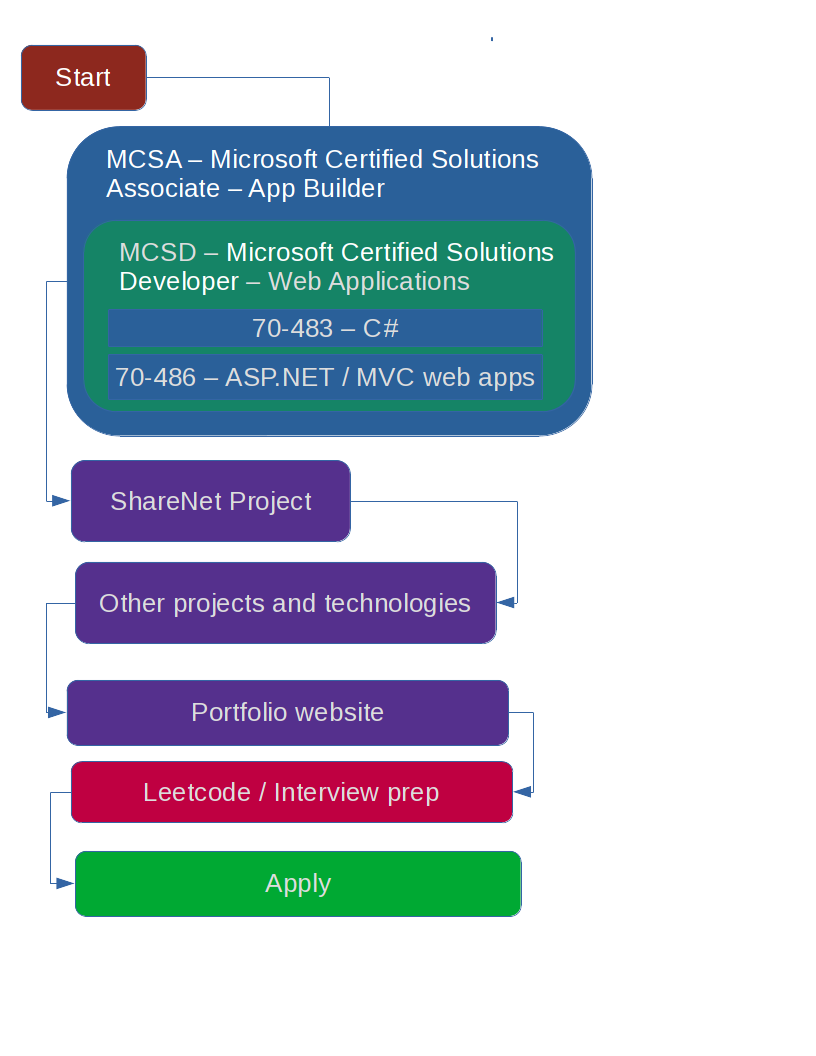 Start
MCSA – Microsoft Certified Solutions
Associate – App Builder
MCSD – Microsoft Certified Solutions
Developer – Web Applications
70-483 – C#
70-486 – ASP.NET / MVC web apps
ShareNet Project
Other projects and technologies
Portfolio website
Leetcode / Interview prep
Apply